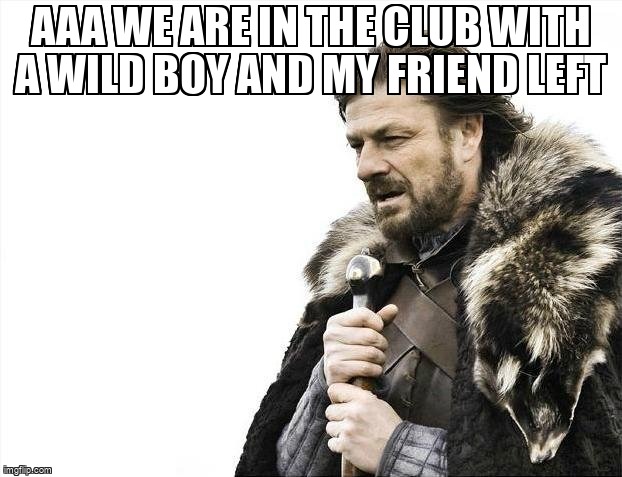 AAA WE ARE IN THE CLUB WITH
A WILD BOY AND MY FRIEND LEFT
imgflip.com